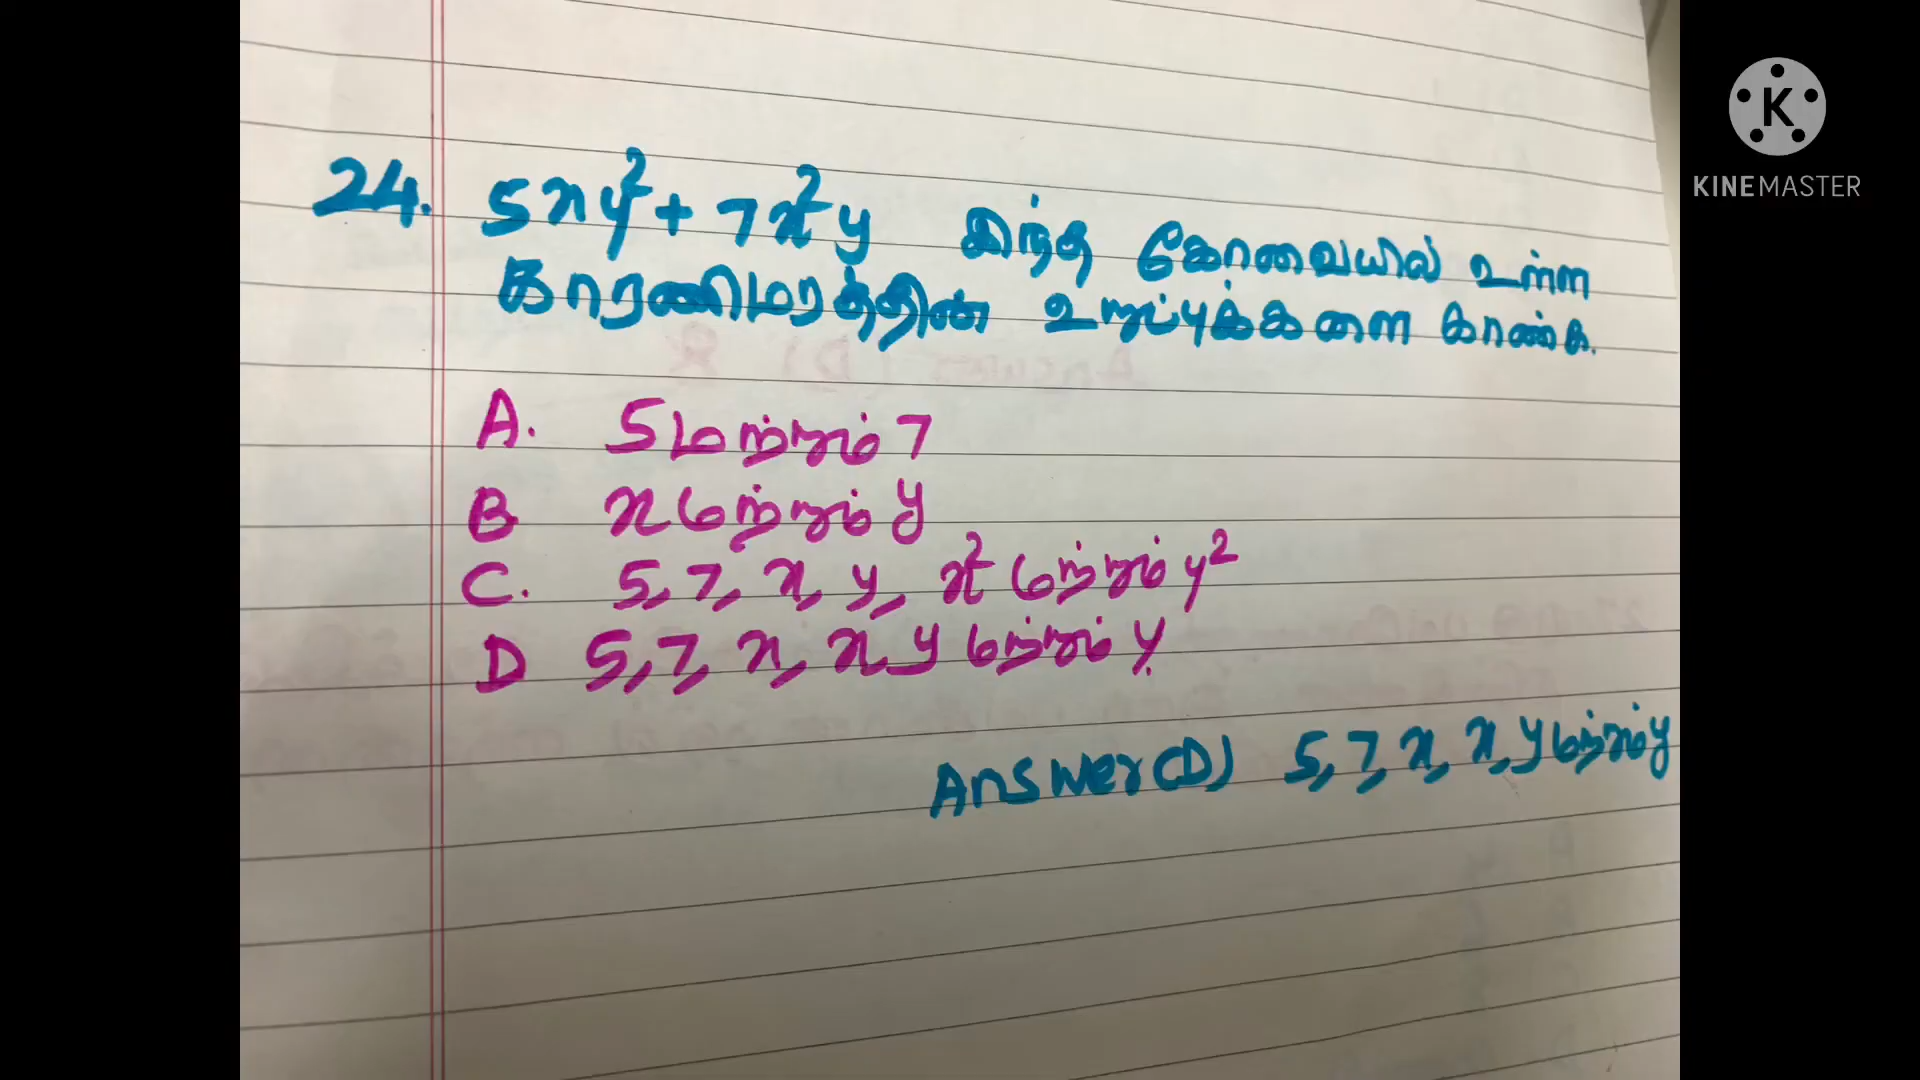 24. 5xy² + 7x²y இந்த கோவையில் உள்ள
காரணிமரத்தின் உறுப்புக்களை காண்க.
A. 5 மற்றும் 7
B x மற்றும் y
C. 5, 7, x, y, x² மற்றும் y²
D 5, 7, x, x, y மற்றும் y.
Answer (D) 5, 7, x, x, y மற்றும் y
K
KINEMASTER